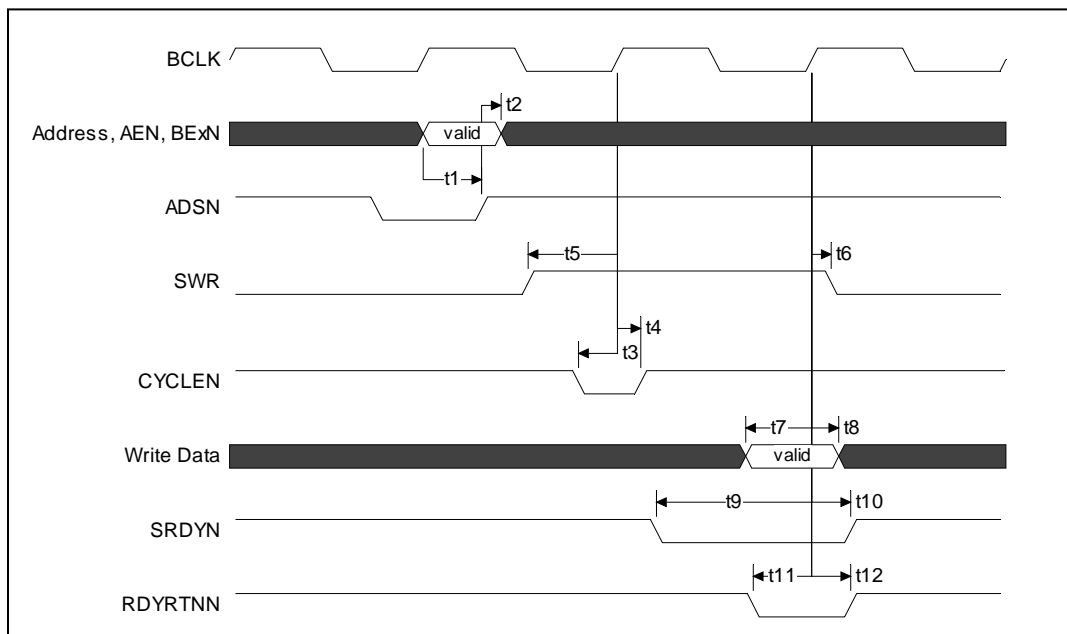 BCLK
t2
Address, AEN, BExN
valid
t1
ADSN
t5
t6
SWR
t4
t3
CYCLEN
t7
t8
Write Data
valid
t9
t10
SRDYN
t11
t12
RDYRTNN